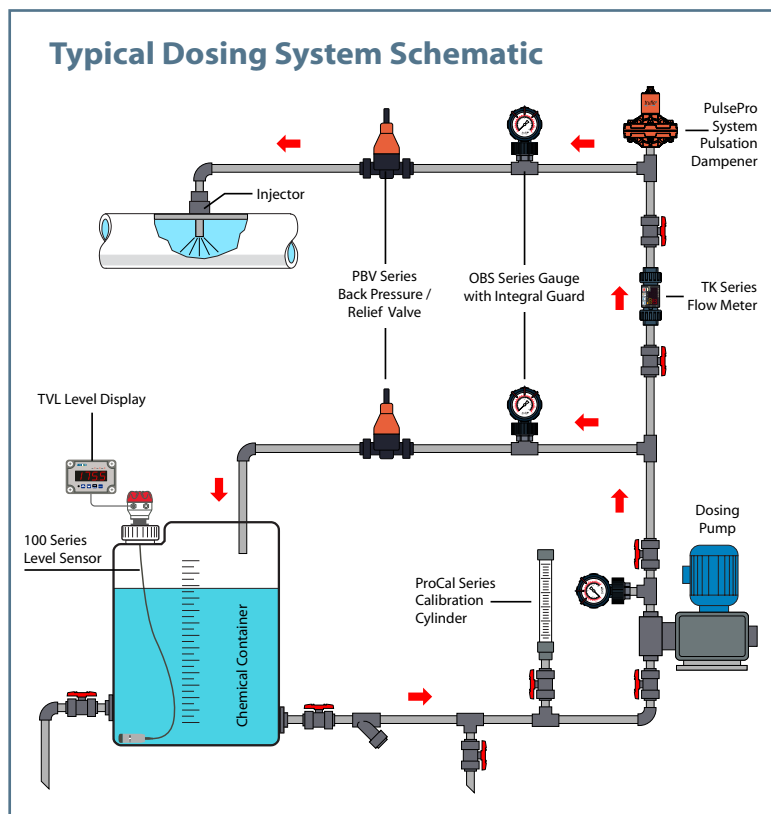 Typical Dosing System Schematic
PulsePro
System
Pulsation
Dampener
Injector
PBV Series
Back Pressure /
Relief Valve
OBS Series Gauge
with Integral Guard
TK Series
Flow Meter
TVL Level Display
1755
100 Series
Level Sensor
Chemical Container
ProCal Series
Calibration
Cylinder
Dosing
Pump